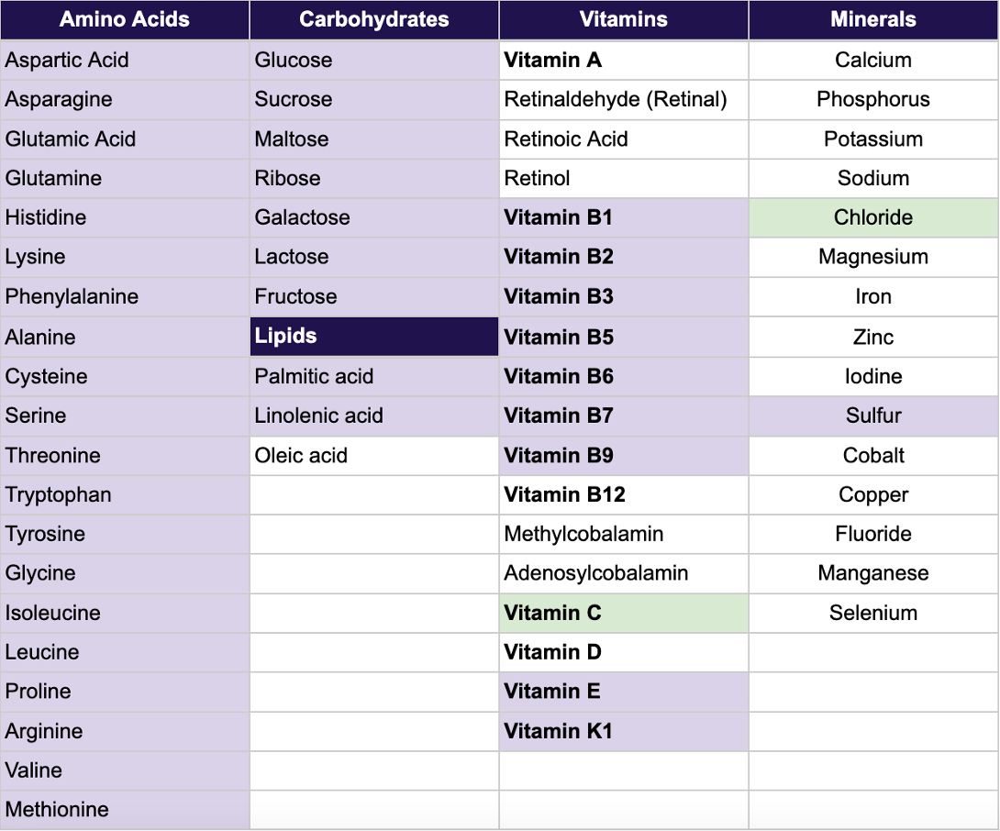 Amino Acids Carbohydrates Vitamins Minerals
Aspartic Acid Glucose Vitamin A Calcium
Asparagine Sucrose Retinaldehyde (Retinal) Phosphorus
Glutamic Acid Maltose Retinoic Acid Potassium
Glutamine Ribose Retinol Sodium
Histidine Galactose Vitamin B1 Chloride
Lysine Lactose Vitamin B2 Magnesium
Phenylalanine Fructose Vitamin B3 Iron
Alanine Lipids Vitamin B5 Zinc
Cysteine Palmitic acid Vitamin B6 Iodine
Serine Linolenic acid Vitamin B7 Sulfur
Threonine Oleic acid Vitamin B9 Cobalt
Tryptophan Vitamin B12 Copper
Tyrosine Methylcobalamin Fluoride
Glycine Adenosylcobalamin Manganese
Isoleucine Vitamin C Selenium
Leucine Vitamin D
Proline Vitamin E
Arginine Vitamin K1
Valine
Methionine